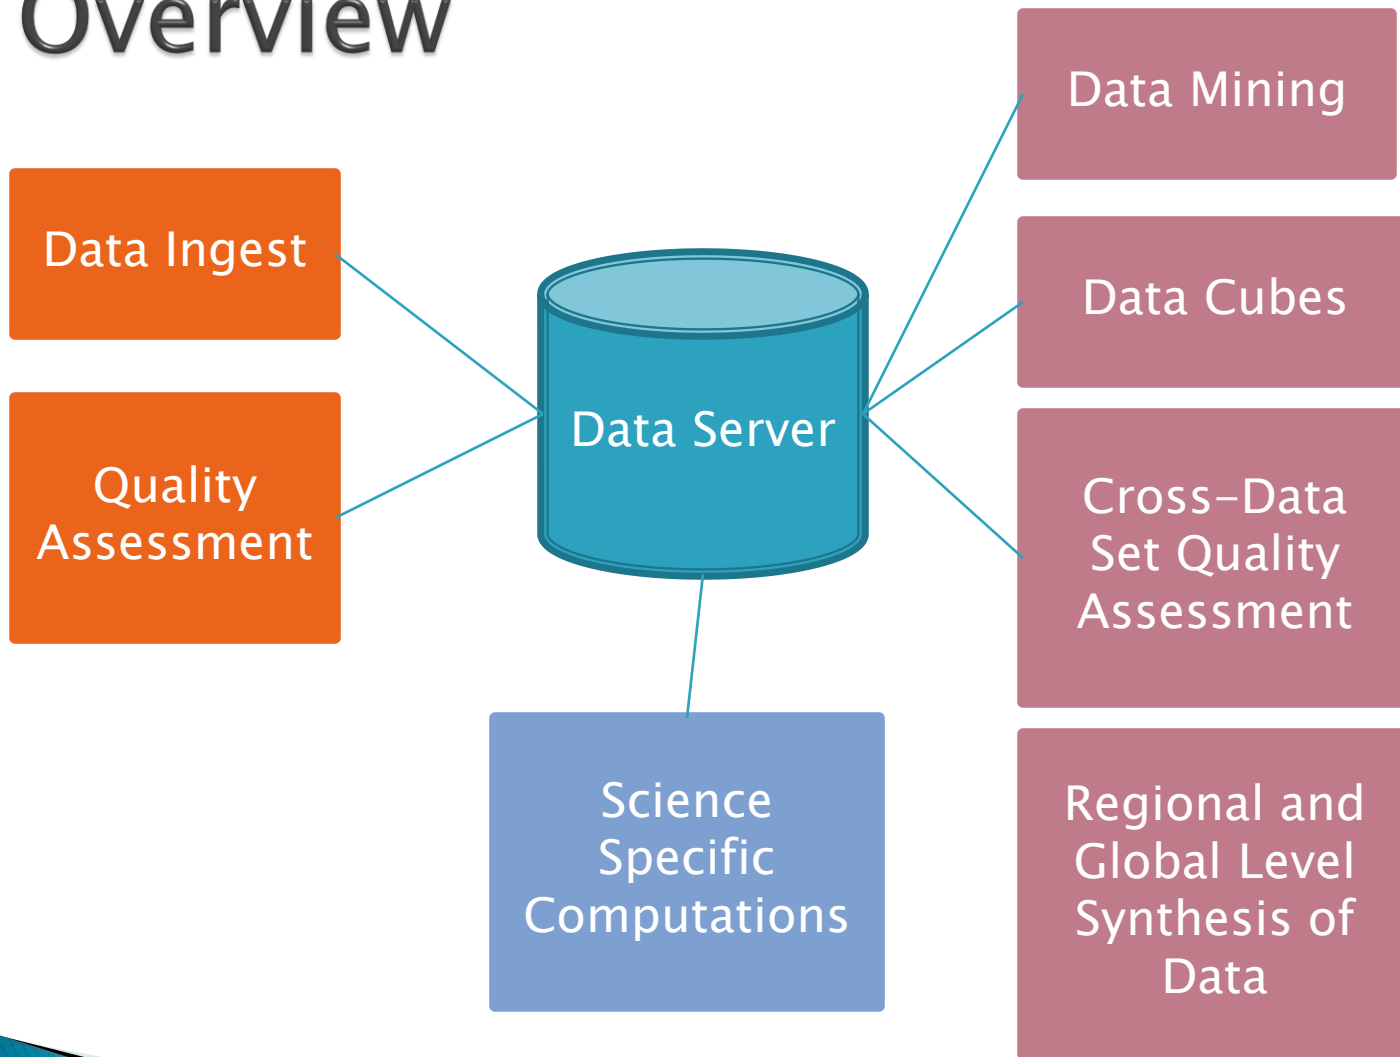 Overview
Data Ingest
Quality
Assessment
Data Server
Science
Specific
Computations
Data Mining
Data Cubes
Cross-Data
Set Quality
Assessment
Regional and
Global Level
Synthesis of
Data